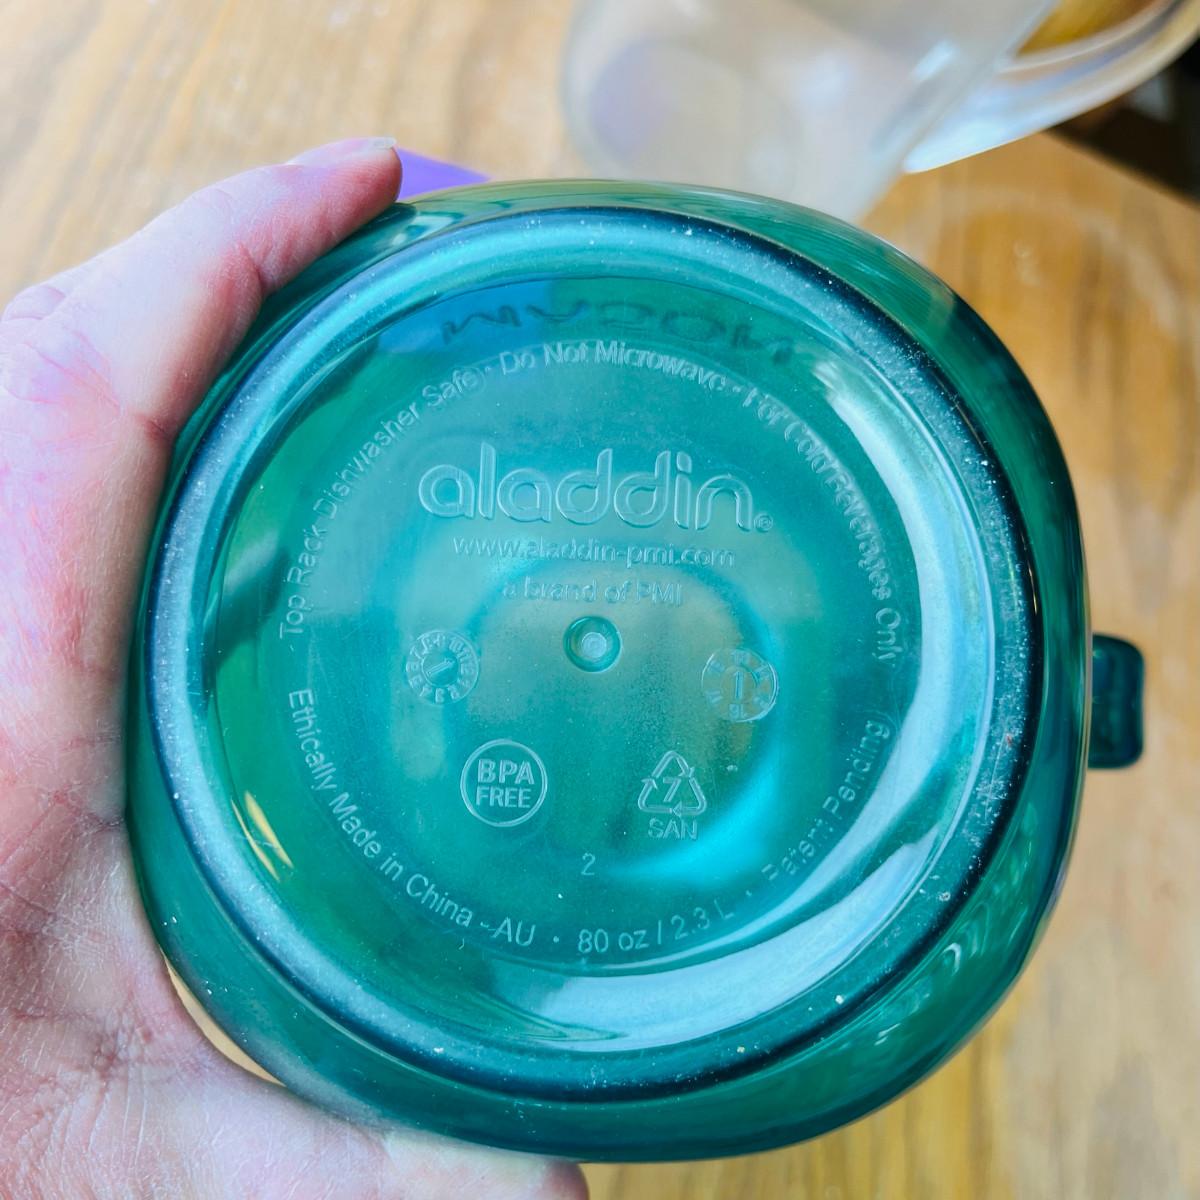 Top Rack Dishwasher Safe · Do Not Microwave · For Cold Beverages Only
aladdin®
www.aladdin-pmi.com
a brand of PMI
1
1
BPA
FREE
7
SAN
2
Ethically Made in China - AU · 80 oz / 2.3 L · Patent Pending